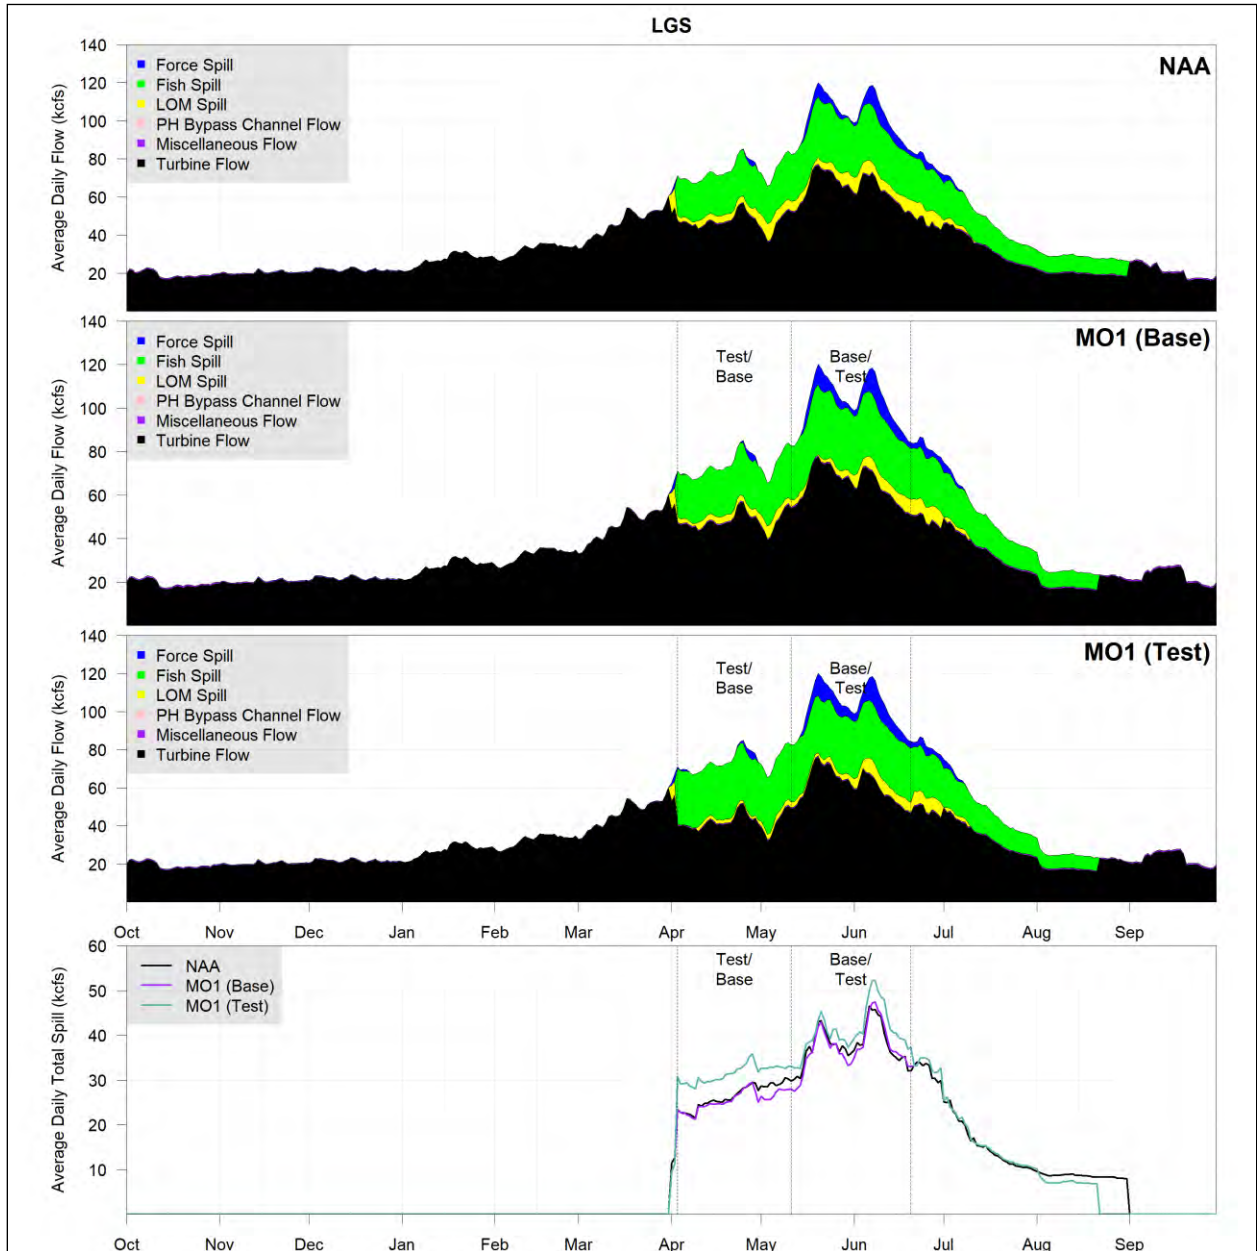 LGS
140
120
100
80
60
40
20
Average Daily Flow (kcfs)
Force Spill
Fish Spill
LOM Spill
PH Bypass Channel Flow
Miscellaneous Flow
Turbine Flow
NAA
140
120
100
80
60
40
20
Average Daily Flow (kcfs)
Force Spill
Fish Spill
LOM Spill
PH Bypass Channel Flow
Miscellaneous Flow
Turbine Flow
Test/
Base
Base/
Test
MO1 (Base)
140
120
100
80
60
40
20
Average Daily Flow (kcfs)
Force Spill
Fish Spill
LOM Spill
PH Bypass Channel Flow
Miscellaneous Flow
Turbine Flow
Test/
Base
Base/
Test
MO1 (Test)
Oct Nov Dec Jan Feb Mar Apr May Jun Jul Aug Sep
60
50
40
30
20
10
Average Daily Total Spill (kcfs)
NAA
MO1 (Base)
MO1 (Test)
Test/
Base
Base/
Test
Oct Nov Dec Jan Feb Mar Apr May Jun Jul Aug Sep